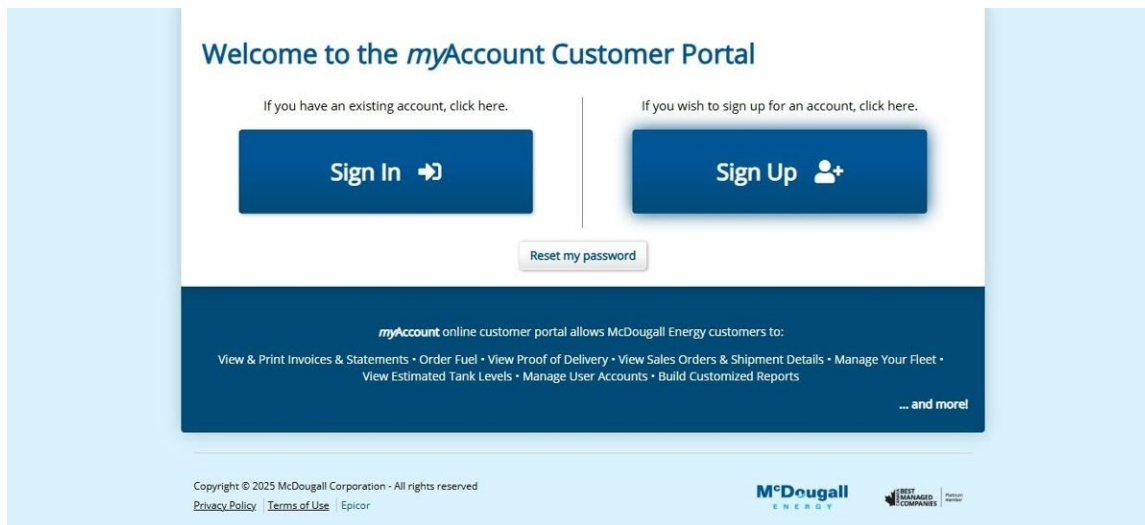 Welcome to the myAccount Customer Portal
If you have an existing account, click here.
If you wish to sign up for an account, click here.
Sign In
Sign Up
Reset my password
myAccount online customer portal allows McDougall Energy customers to:
View & Print Invoices & Statements • Order Fuel • View Proof of Delivery • View Sales Orders & Shipment Details • Manage Your Fleet •
View Estimated Tank Levels • Manage User Accounts • Build Customized Reports
... and more!
Copyright © 2025 McDougall Corporation - All rights reserved
Privacy Policy | Terms of Use | Epicor
McDougall
ENERGY
BEST
MANAGED
COMPANIES
Platinum
member